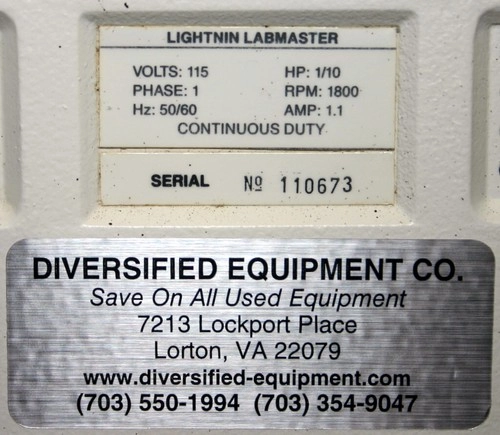 LIGHTNIN LABMASTER
VOLTS: 115 HP: 1/10
PHASE: 1 RPM: 1800
Hz: 50/60 AMP: 1.1
CONTINUOUS DUTY
SERIAL Nº 110673
DIVERSIFIED EQUIPMENT CO.
Save On All Used Equipment
7213 Lockport Place
Lorton, VA 22079
www.diversified-equipment.com
(703) 550-1994 (703) 354-9047